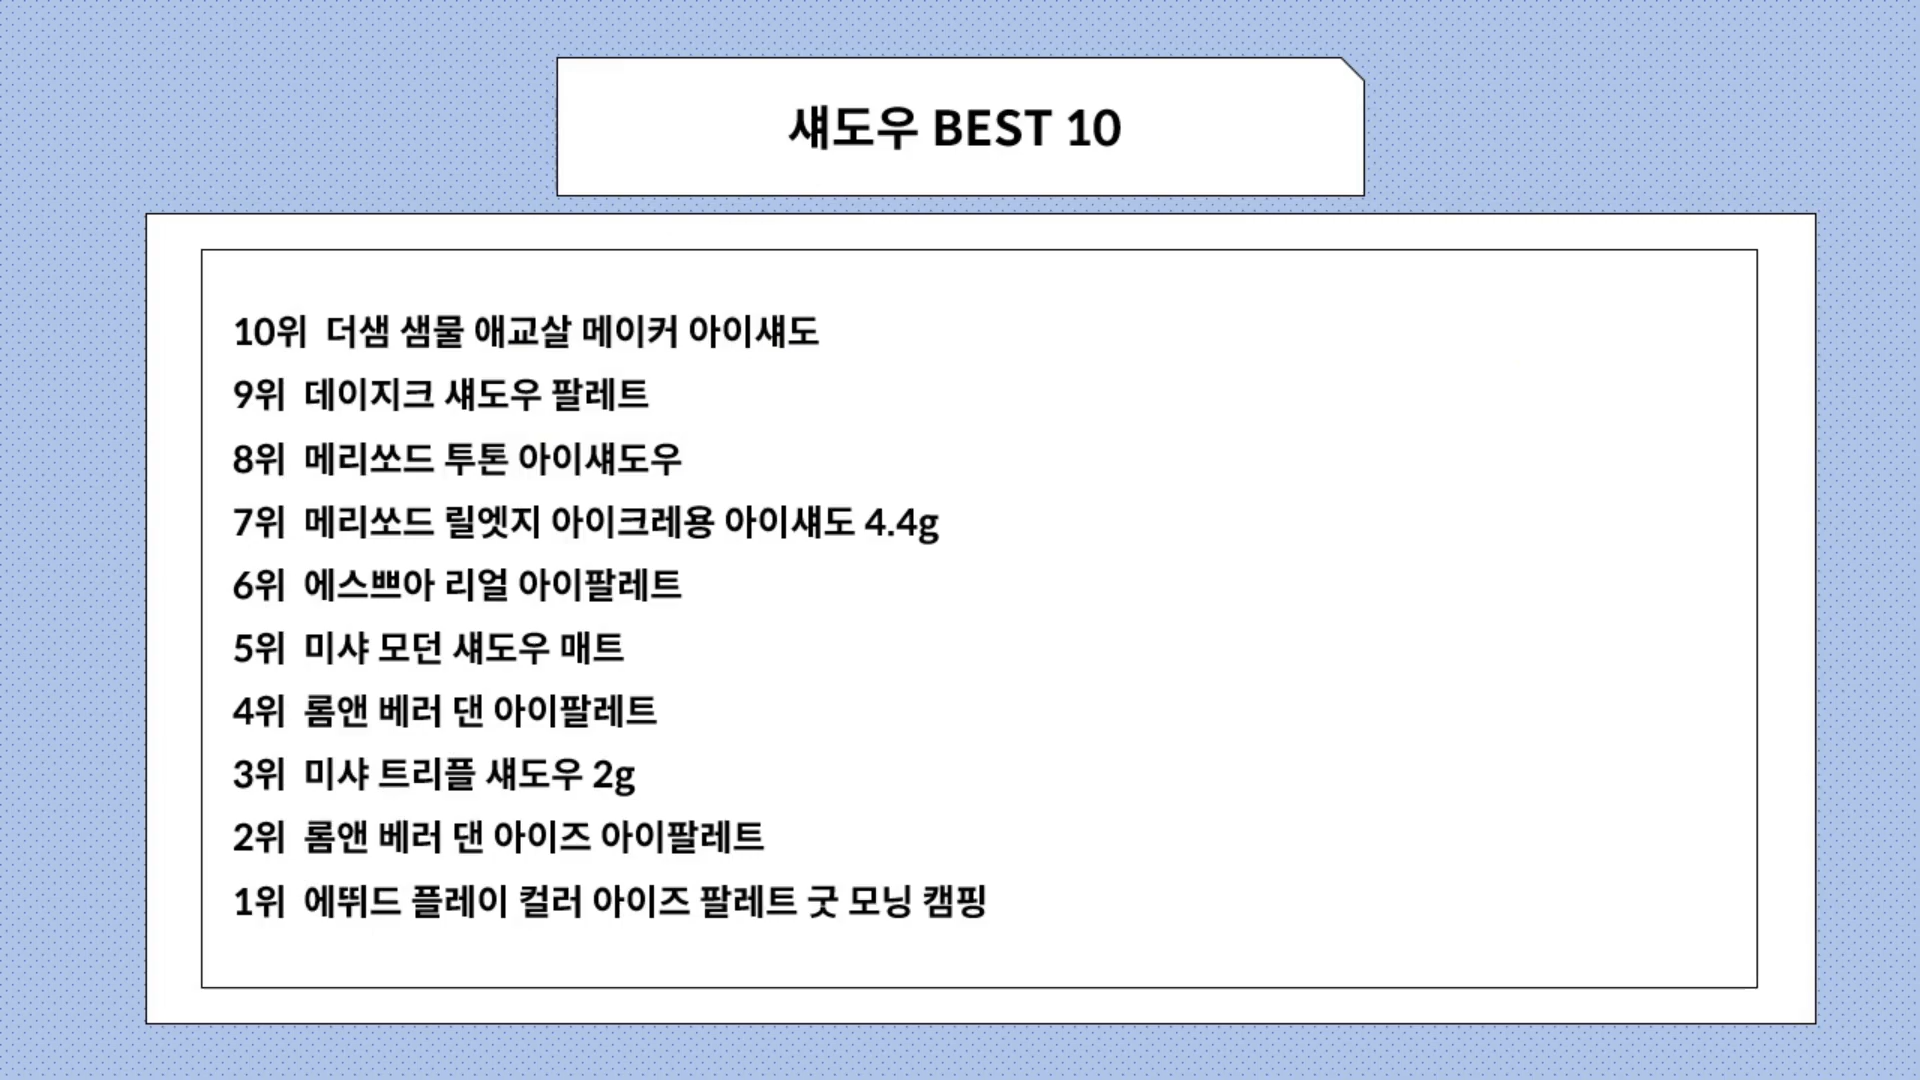 섀도우 BEST 10
10위 더샘 샘물 애교살 메이커 아이섀도
9위 데이지크 섀도우 팔레트
8위 메리쏘드 투톤 아이섀도우
7위 메리쏘드 릴엣지 아이크레용 아이섀도 4.4g
6위 에스쁘아 리얼 아이팔레트
5위 미샤 모던 섀도우 매트
4위 롬앤 베러 댄 아이팔레트
3위 미샤 트리플 섀도우 2g
2위 롬앤 베러 댄 아이즈 아이팔레트
1위 에뛰드 플레이 컬러 아이즈 팔레트 굿 모닝 캠핑